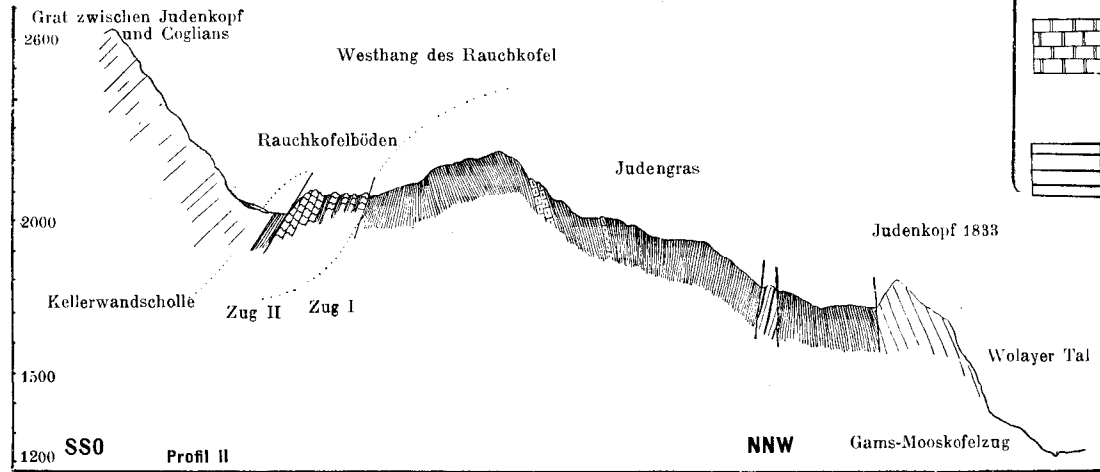 Grat zwischen Judenkopf
und Coglians
2600
Westhang des Rauchkofel
Rauchkofelböden
Judengras
2000
Judenkopf 1833
Kellerwandscholle
Zug II
Zug I
Wolayer Tal
1500
1200
SSO
Profil II
NNW
Gams-Mooskofelzug